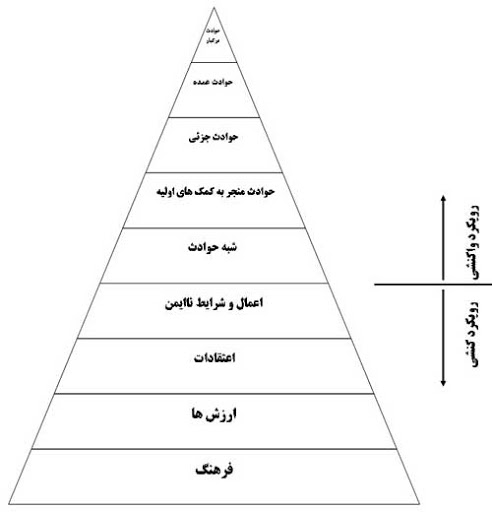 حوادث
مرگبار
حوادث عمده
حوادث جزئی
حوادث منجر به کمک های اولیه
شبه حوادث
اعمال و شرایط ناایمن
اعتقادات
ارزش ها
فرهنگ
رویکرد واکنشی
رویکرد کنشی